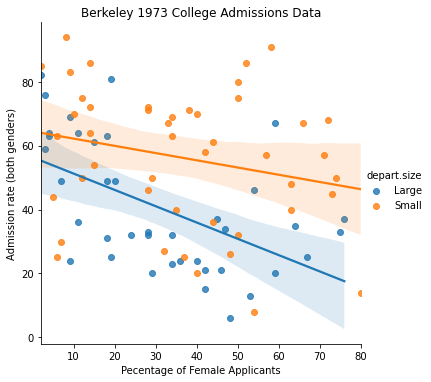 Berkeley 1973 College Admissions Data
Admission rate (both genders)
80
60
40
20
0
10
20
30
40
50
60
70
80
Pecentage of Female Applicants
depart.size
Large
Small